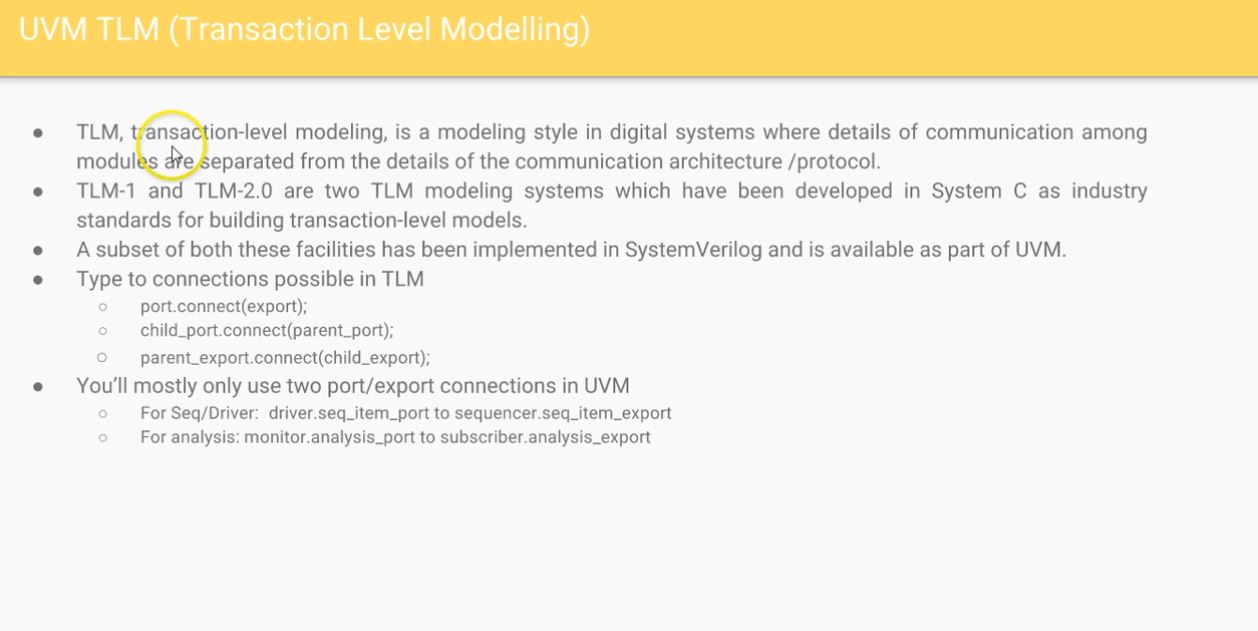 UVM TLM (Transaction Level Modelling)
● TLM, transaction-level modeling, is a modeling style in digital systems where details of communication among
modules are separated from the details of the communication architecture /protocol.
● TLM-1 and TLM-2.0 are two TLM modeling systems which have been developed in System C as industry
standards for building transaction-level models.
● A subset of both these facilities has been implemented in SystemVerilog and is available as part of UVM.
● Type to connections possible in TLM
○ port.connect(export);
○ child_port.connect(parent_port);
○ parent_export.connect(child_export);
● You'll mostly only use two port/export connections in UVM
○ For Seq/Driver: driver.seq_item_port to sequencer.seq_item_export
○ For analysis: monitor.analysis_port to subscriber.analysis_export